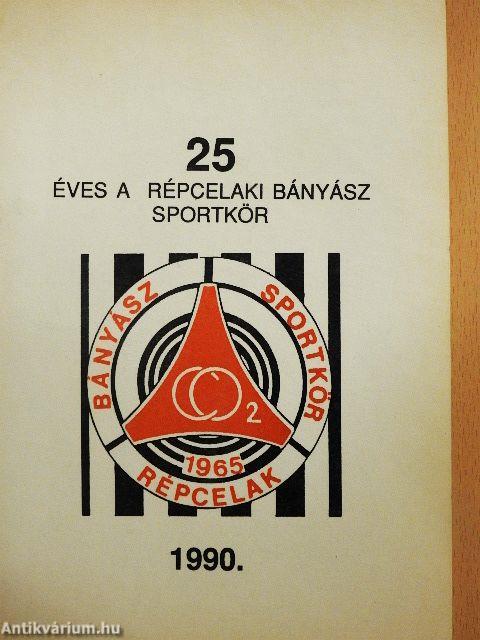 25
ÉVES A RÉPCELAKI BÁNYÁSZ
SPORTKÖR
BÁNYÁSZ SPORTKÖR
CO2
1965
RÉPCELAK
1990.
Antikvárium.hu